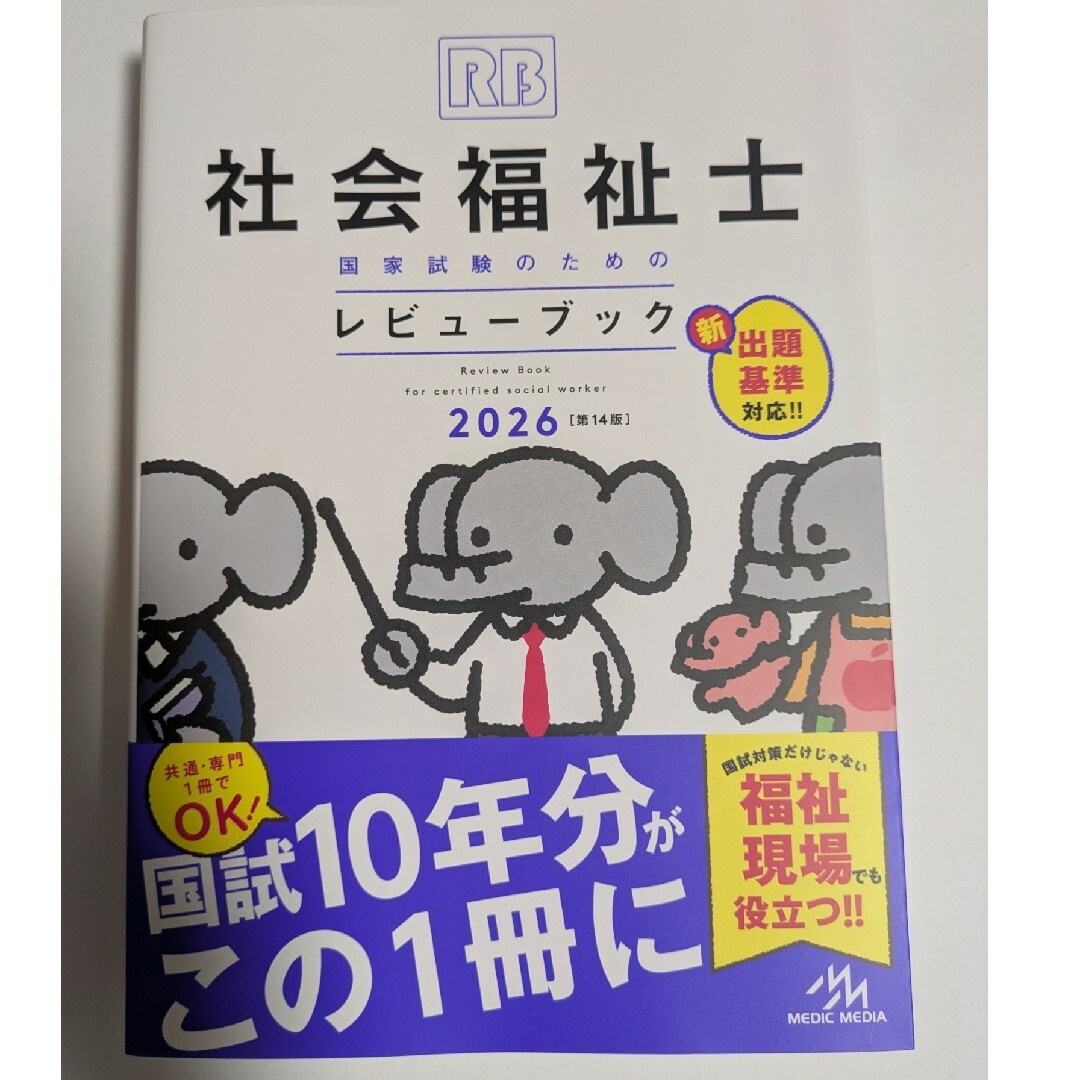 RB
社会福祉士
国家試験のための
レビューブック
Review Book
for certified social worker
2026 [第14版]
新
出題
基準
対応!!
共通・専門
1冊で
OK!
国試10年分が
この1冊に
国試対策だけじゃない
福祉
現場でも
役立つ!!
MEDIC MEDIA